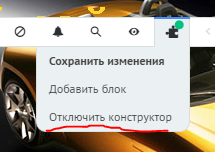 Сохранить изменения
Добавить блок
Отключить конструктор